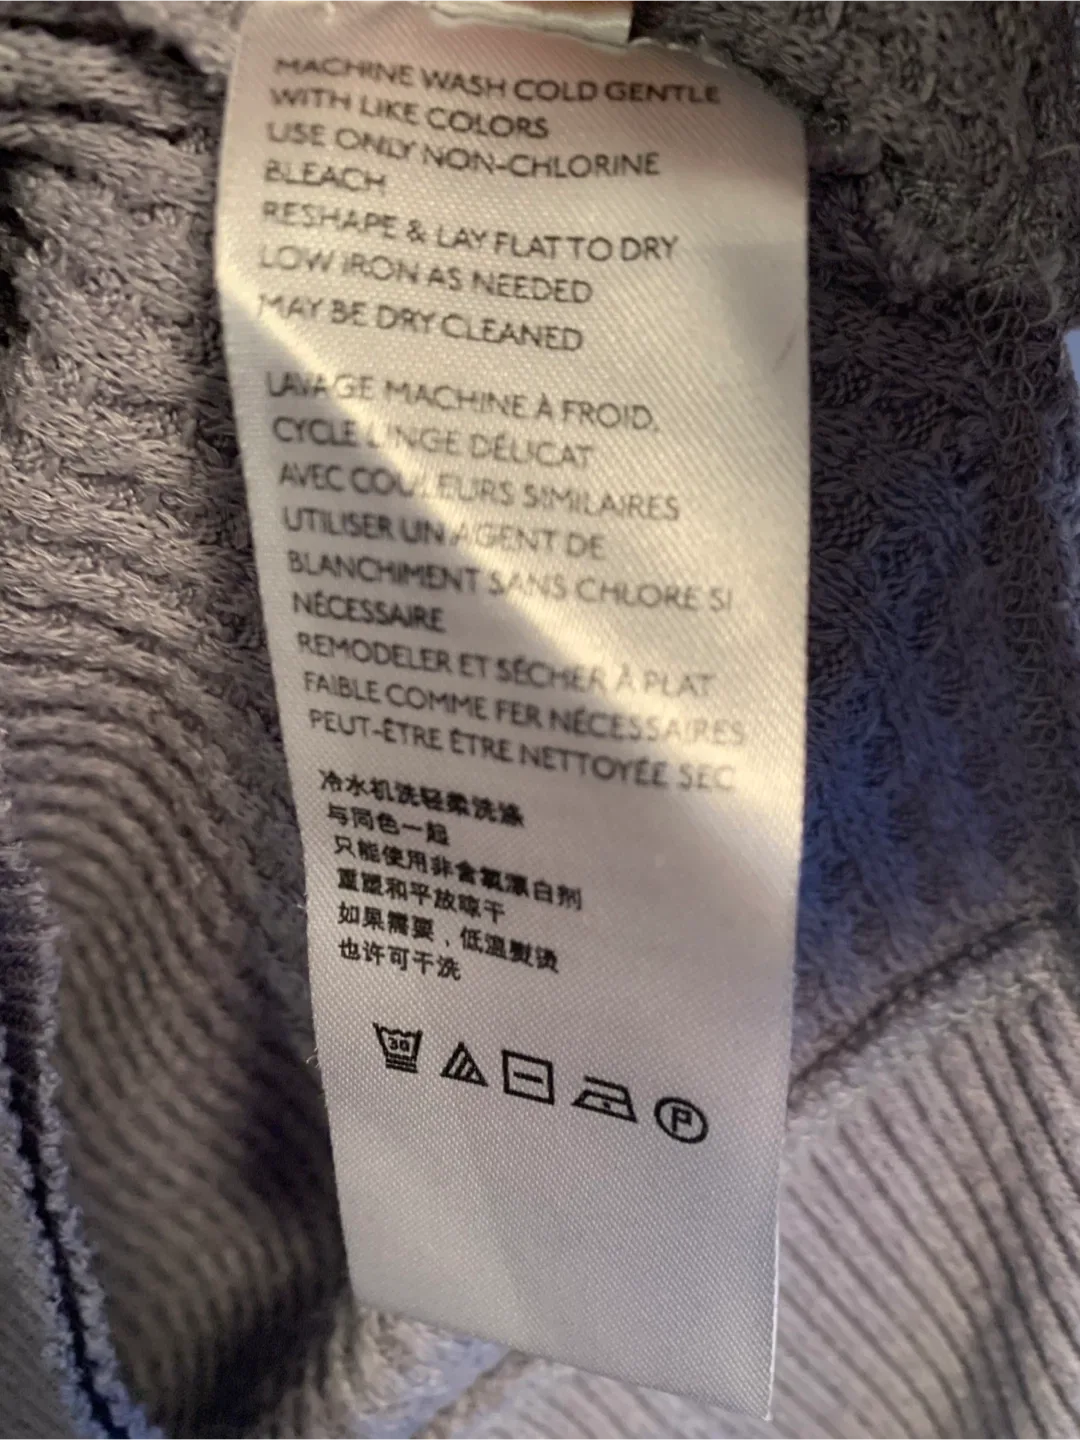 MACHINE WASH COLD GENTLE
WITH LIKE COLORS
USE ONLY NON-CHLORINE
BLEACH
RESHAPE & LAY FLAT TO DRY
LOW IRON AS NEEDED
MAY BE DRY CLEANED
LAVAGE MACHINE À FROID,
CYCLE LINGE DÉLICAT
AVEC COULEURS SIMILAIRES
UTILISER UN AGENT DE
BLANCHIMENT SANS CHLORE SI
NÉCESSAIRE
REMODELER ET SÉCHER À PLAT
FAIBLE COMME FER NÉCESSAIRES
PEUT-ÊTRE ÊTRE NETTOYÉE SEC
冷水机洗轻柔洗涤
与同色一起
只能使用非含氯漂白剂
重塑和平放晾干
如果需要，低温熨烫
也许可干洗
30
P